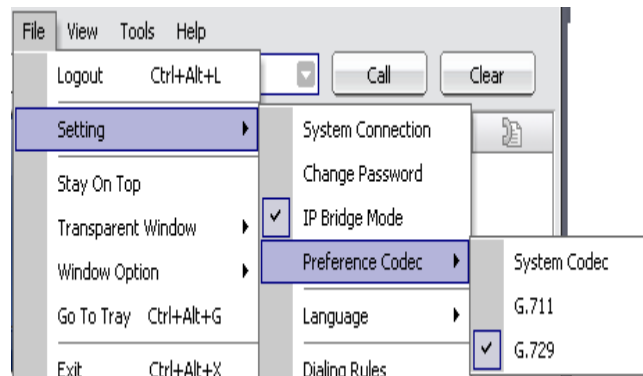 File View Tools Help
Logout Ctrl+Alt+L
Call Clear
Setting
Stay On Top
Transparent Window
Window Option
Go To Tray Ctrl+Alt+G
Exit Ctrl+Alt+X
System Connection
Change Password
IP Bridge Mode
Preference Codec
Language
Dialing Rules
System Codec
G.711
G.729